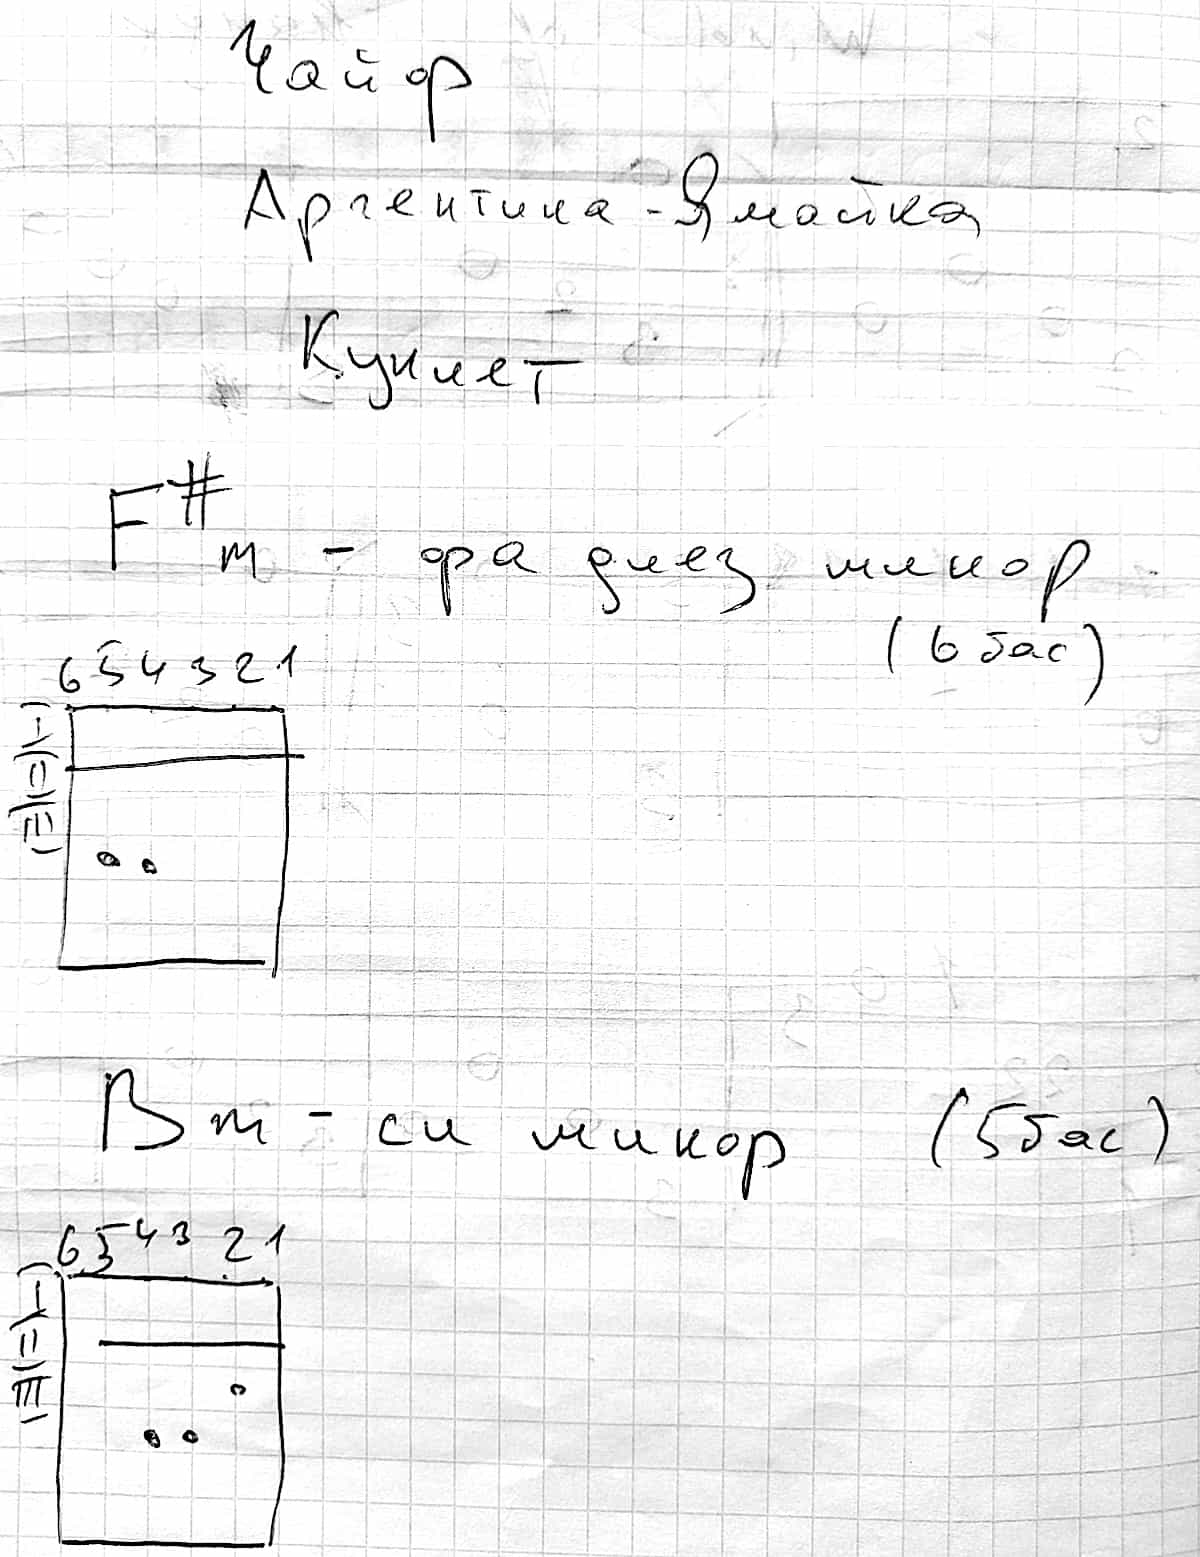 Чайф
Аргентина - Ямайка
Куплет
F#m - фа диез минор
(6 бас)
6 5 4 3 2 1
I
II
III
Bm - си минор (5 бас)
6 5 4 3 2 1
I
II
III